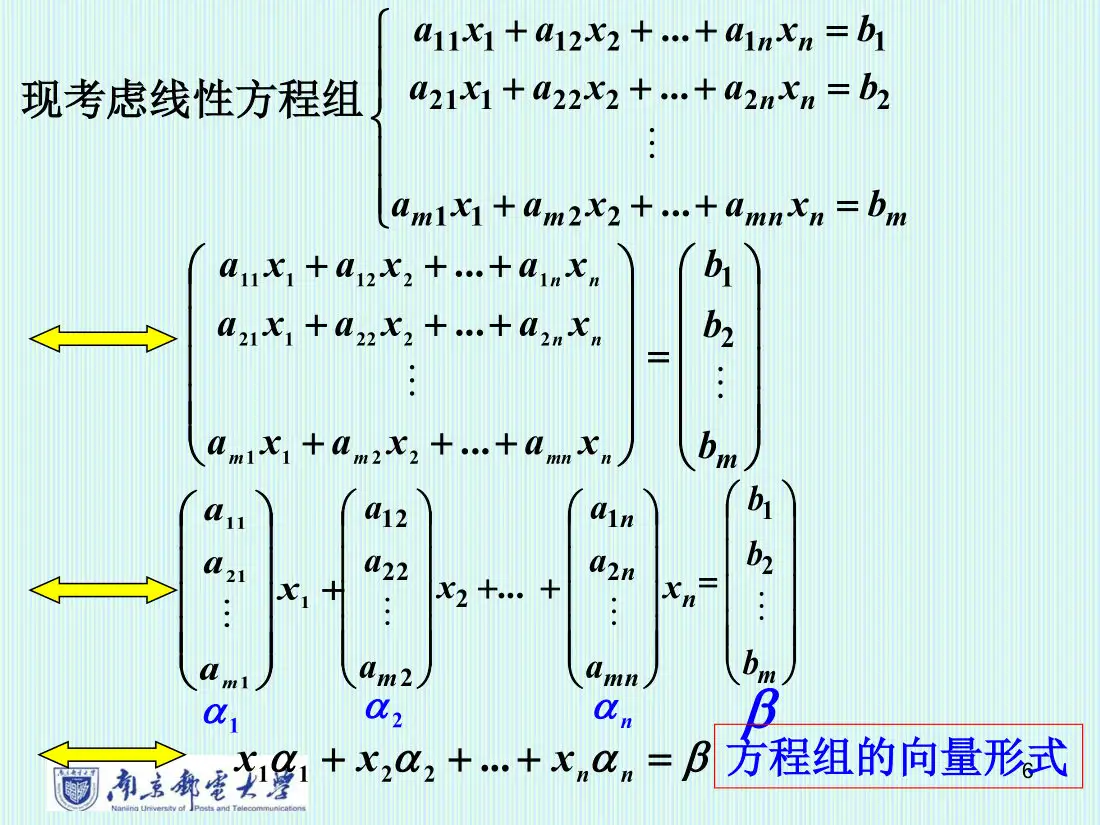 a₁₁x₁ + a₁₂x₂ + ... + a₁ₙxₙ = b₁
现考虑线性方程组
a₂₁x₁ + a₂₂x₂ + ... + a₂ₙxₙ = b₂
⋮
aₘ₁x₁ + aₘ₂x₂ + ... + aₘₙxₙ = bₘ
a₁₁x₁ + a₁₂x₂ + ... + a₁ₙxₙ b₁
a₂₁x₁ + a₂₂x₂ + ... + a₂ₙxₙ = b₂
⋮ ⋮
aₘ₁x₁ + aₘ₂x₂ + ... + aₘₙxₙ bₘ
a₁₁ a₁₂ a₁ₙ b₁
a₂₁ x₁ + a₂₂ x₂ + ... + a₂ₙ xₙ = b₂
⋮ ⋮ ⋮ ⋮
aₘ₁ aₘ₂ aₘₙ bₘ
α₁ α₂ αₙ β
x₁α₁ + x₂α₂ + ... + xₙαₙ = β 方程组的向量形式
6
南京邮电大学
Nanjing University of Posts and Telecommunications